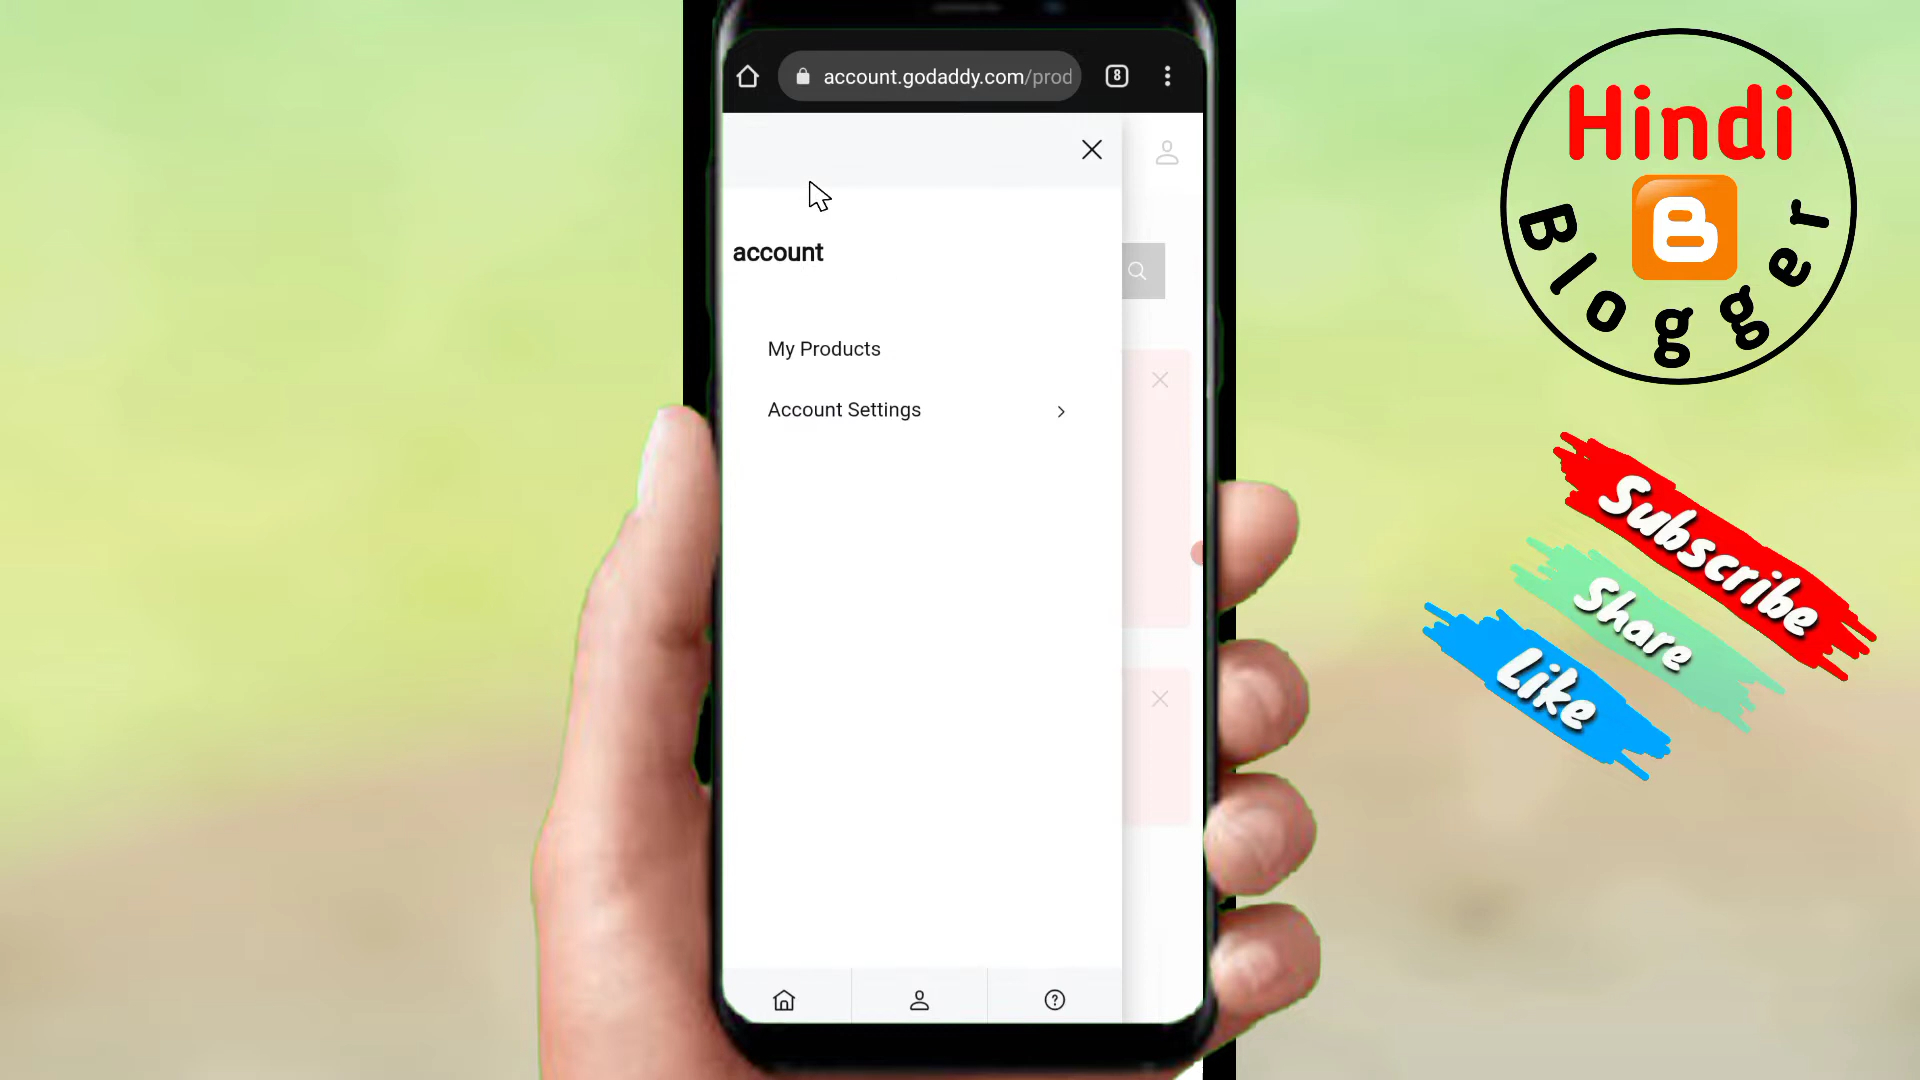 account.godaddy.com/prod
8
account
My Products
Account Settings
Hindi
B
Blogger
Subscribe
Share
Like